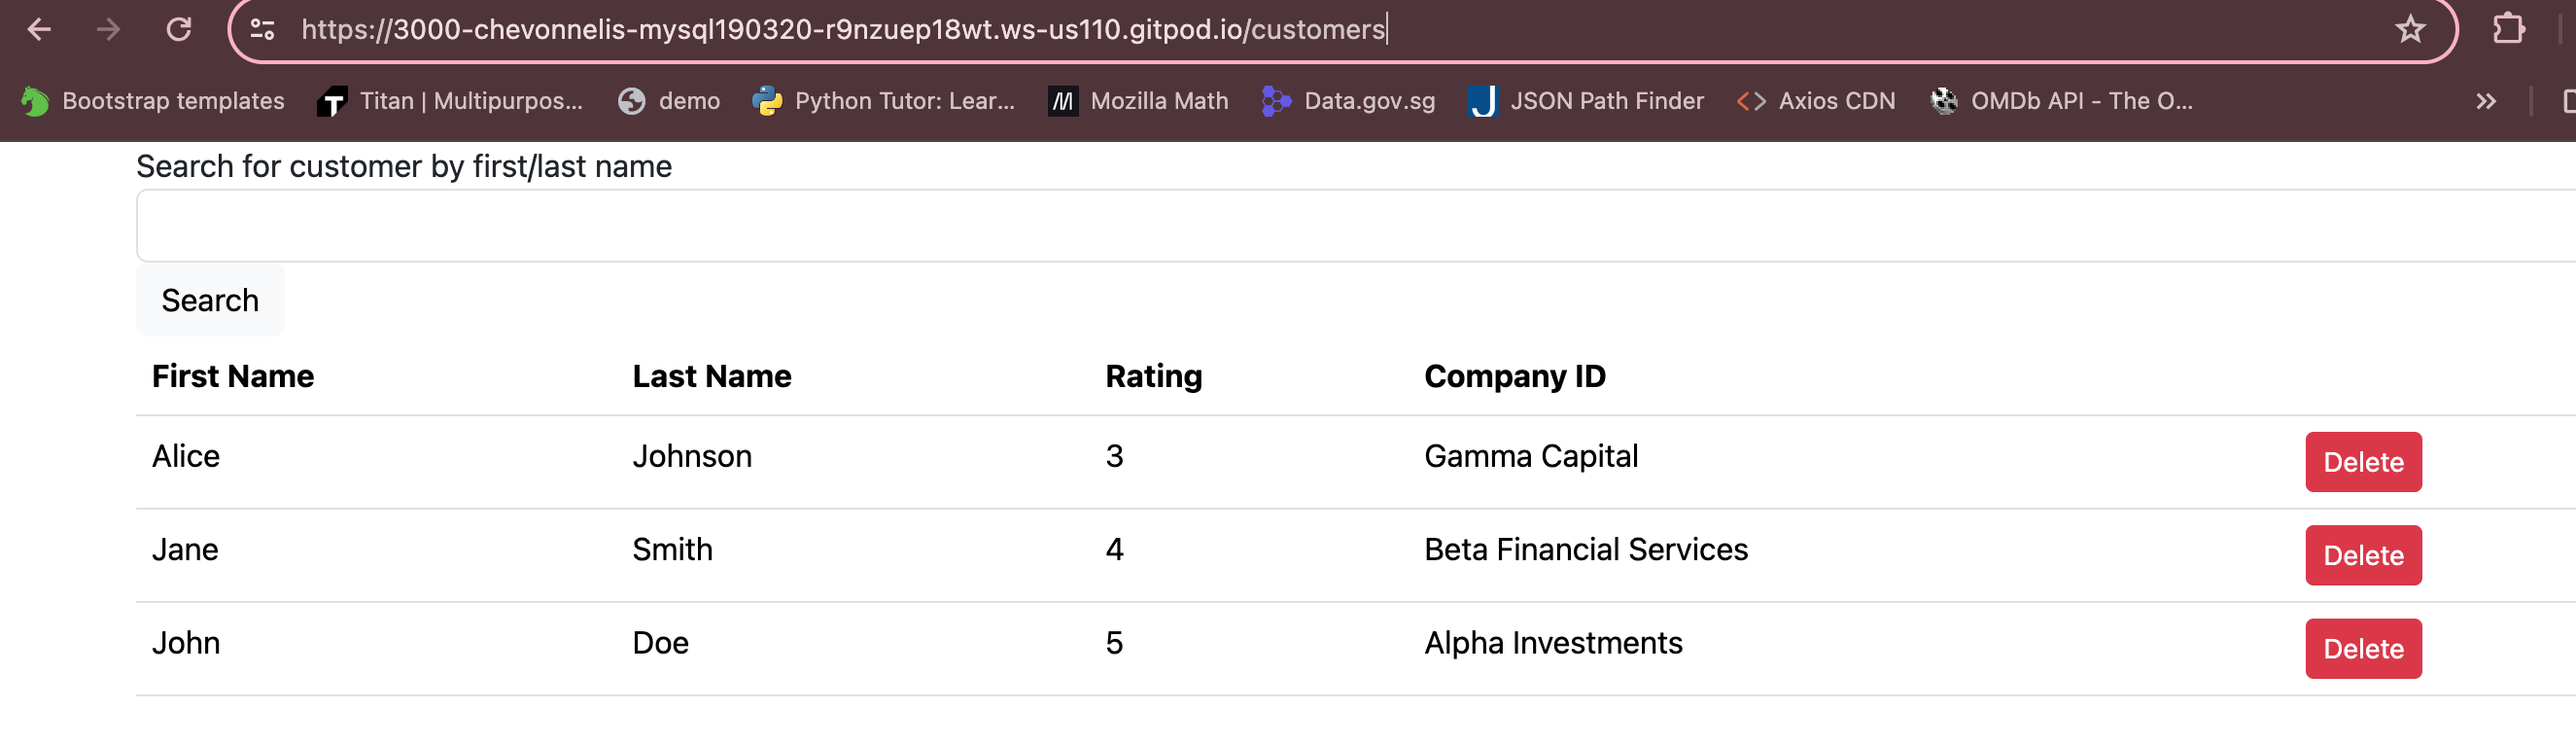 https://3000-chevonnelis-mysql190320-r9nzuep18wt.ws-us110.gitpod.io/customers
Bootstrap templates Titan | Multipurpos... demo Python Tutor: Lear... Mozilla Math Data.gov.sg JSON Path Finder Axios CDN OMDb API - The O...
Search for customer by first/last name
Search
First Name Last Name Rating Company ID
Alice Johnson 3 Gamma Capital Delete
Jane Smith 4 Beta Financial Services Delete
John Doe 5 Alpha Investments Delete